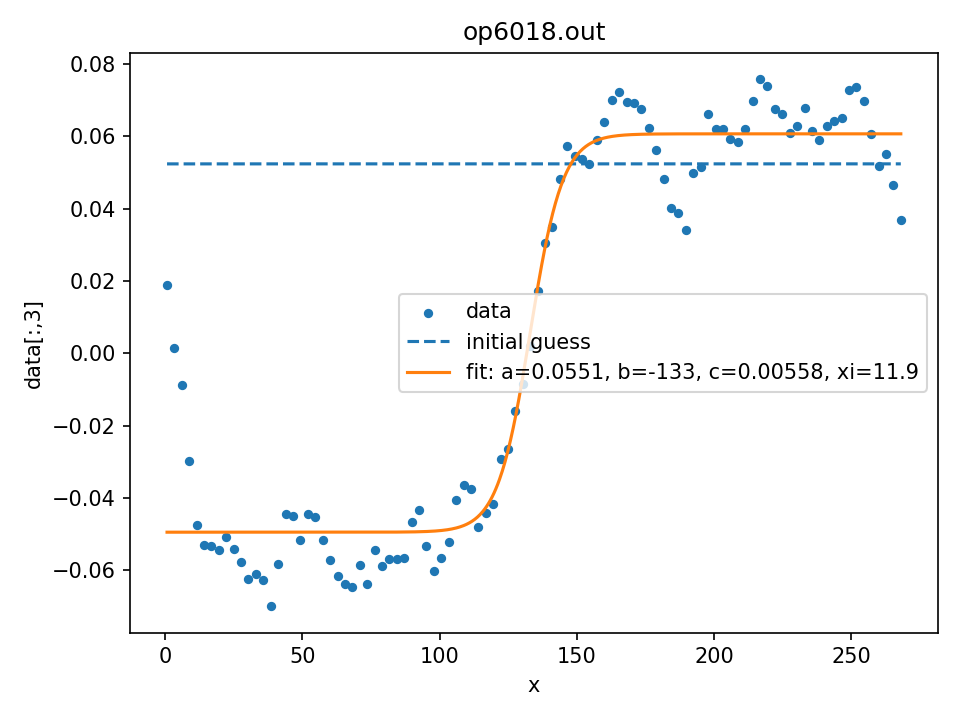 op6018.out
0.08
0.06
0.04
0.02
0.00
−0.02
−0.04
−0.06
data[:,3]
data
initial guess
fit: a=0.0551, b=-133, c=0.00558, xi=11.9
0 50 100 150 200 250
x